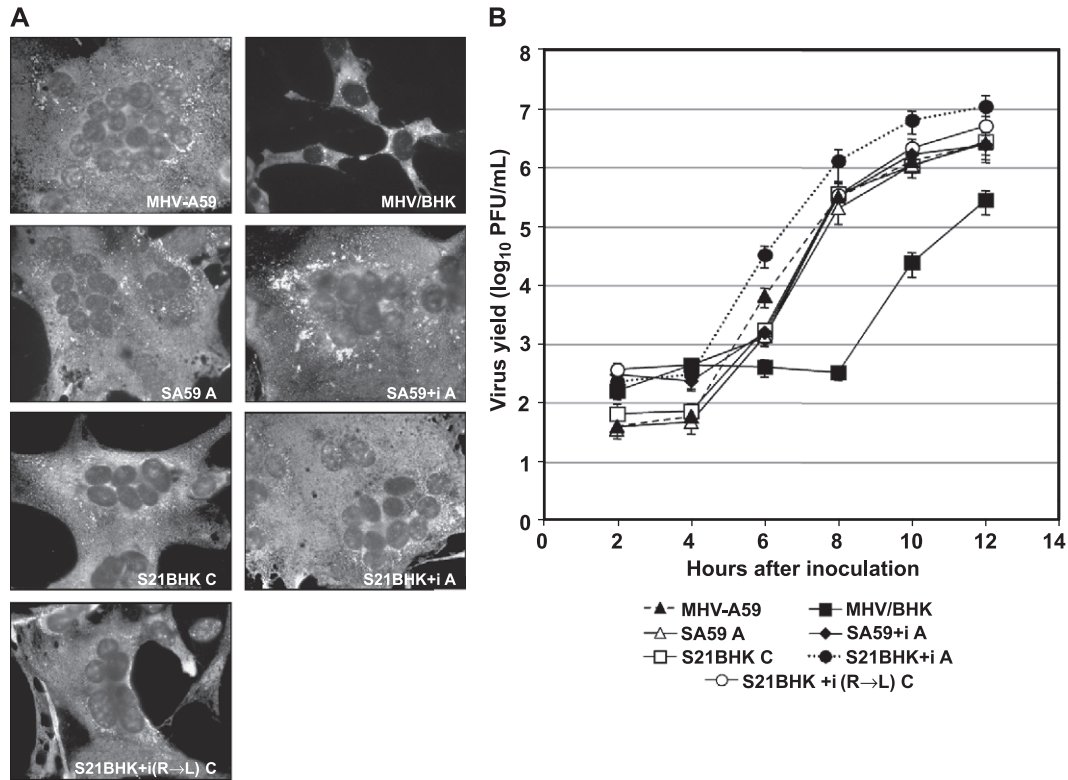 A
MHV-A59
MHV/BHK
SA59 A
SA59+i A
S21BHK C
S21BHK+i A
S21BHK+i(R→L) C
B
Virus yield (log10 PFU/mL)
8
7
6
5
4
3
2
1
0
0 2 4 6 8 10 12 14
Hours after inoculation
MHV-A59 MHV/BHK
SA59 A SA59+i A
S21BHK C S21BHK+i A
S21BHK +i (R→L) C